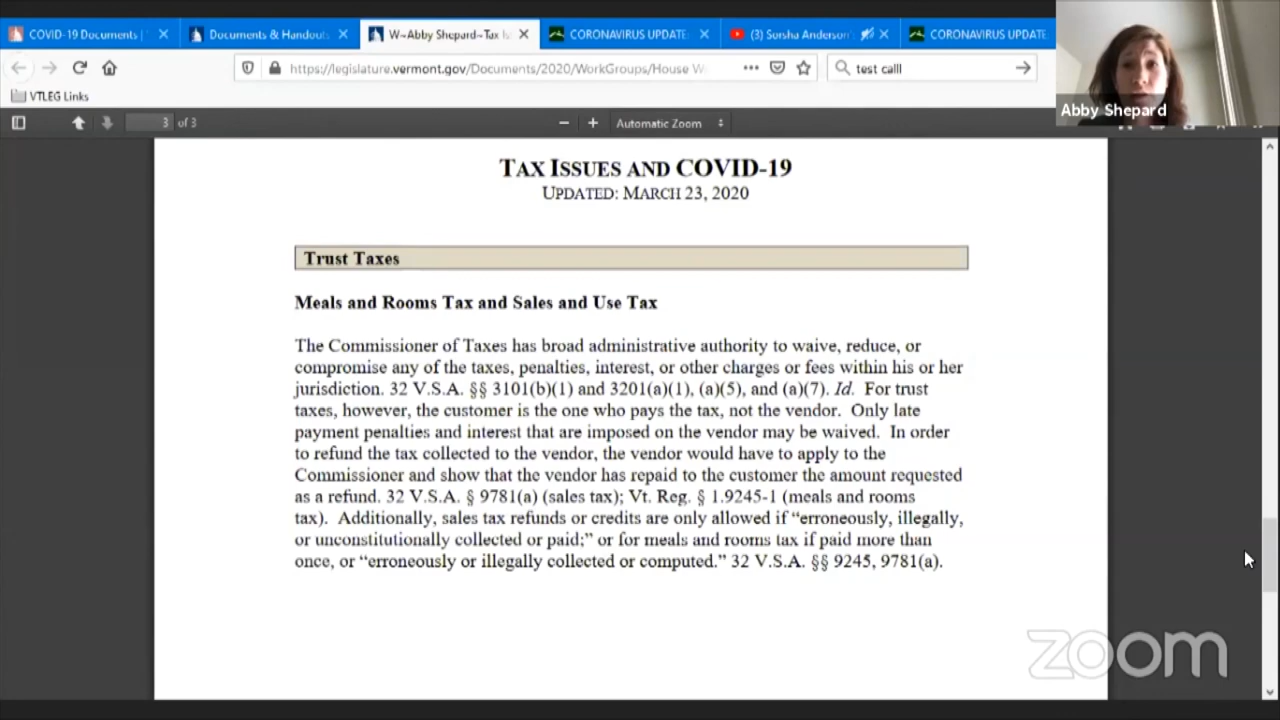 COVID-19 Documents |
Documents & Handouts
W~Abby Shepard~Tax Is
CORONAVIRUS UPDATE
(3) Sorsha Anderson
CORONAVIRUS UPDATE
https://legislature.vermont.gov/Documents/2020/WorkGroups/House W
test calll
VTLEG Links
Abby Shepard
3 of 3
Automatic Zoom
TAX ISSUES AND COVID-19
UPDATED: MARCH 23, 2020
Trust Taxes
Meals and Rooms Tax and Sales and Use Tax
The Commissioner of Taxes has broad administrative authority to waive, reduce, or
compromise any of the taxes, penalties, interest, or other charges or fees within his or her
jurisdiction. 32 V.S.A. §§ 3101(b)(1) and 3201(a)(1), (a)(5), and (a)(7). Id. For trust
taxes, however, the customer is the one who pays the tax, not the vendor. Only late
payment penalties and interest that are imposed on the vendor may be waived. In order
to refund the tax collected to the vendor, the vendor would have to apply to the
Commissioner and show that the vendor has repaid to the customer the amount requested
as a refund. 32 V.S.A. § 9781(a) (sales tax); Vt. Reg. § 1.9245-1 (meals and rooms
tax). Additionally, sales tax refunds or credits are only allowed if “erroneously, illegally,
or unconstitutionally collected or paid;” or for meals and rooms tax if paid more than
once, or “erroneously or illegally collected or computed.” 32 V.S.A. §§ 9245, 9781(a).
zoom